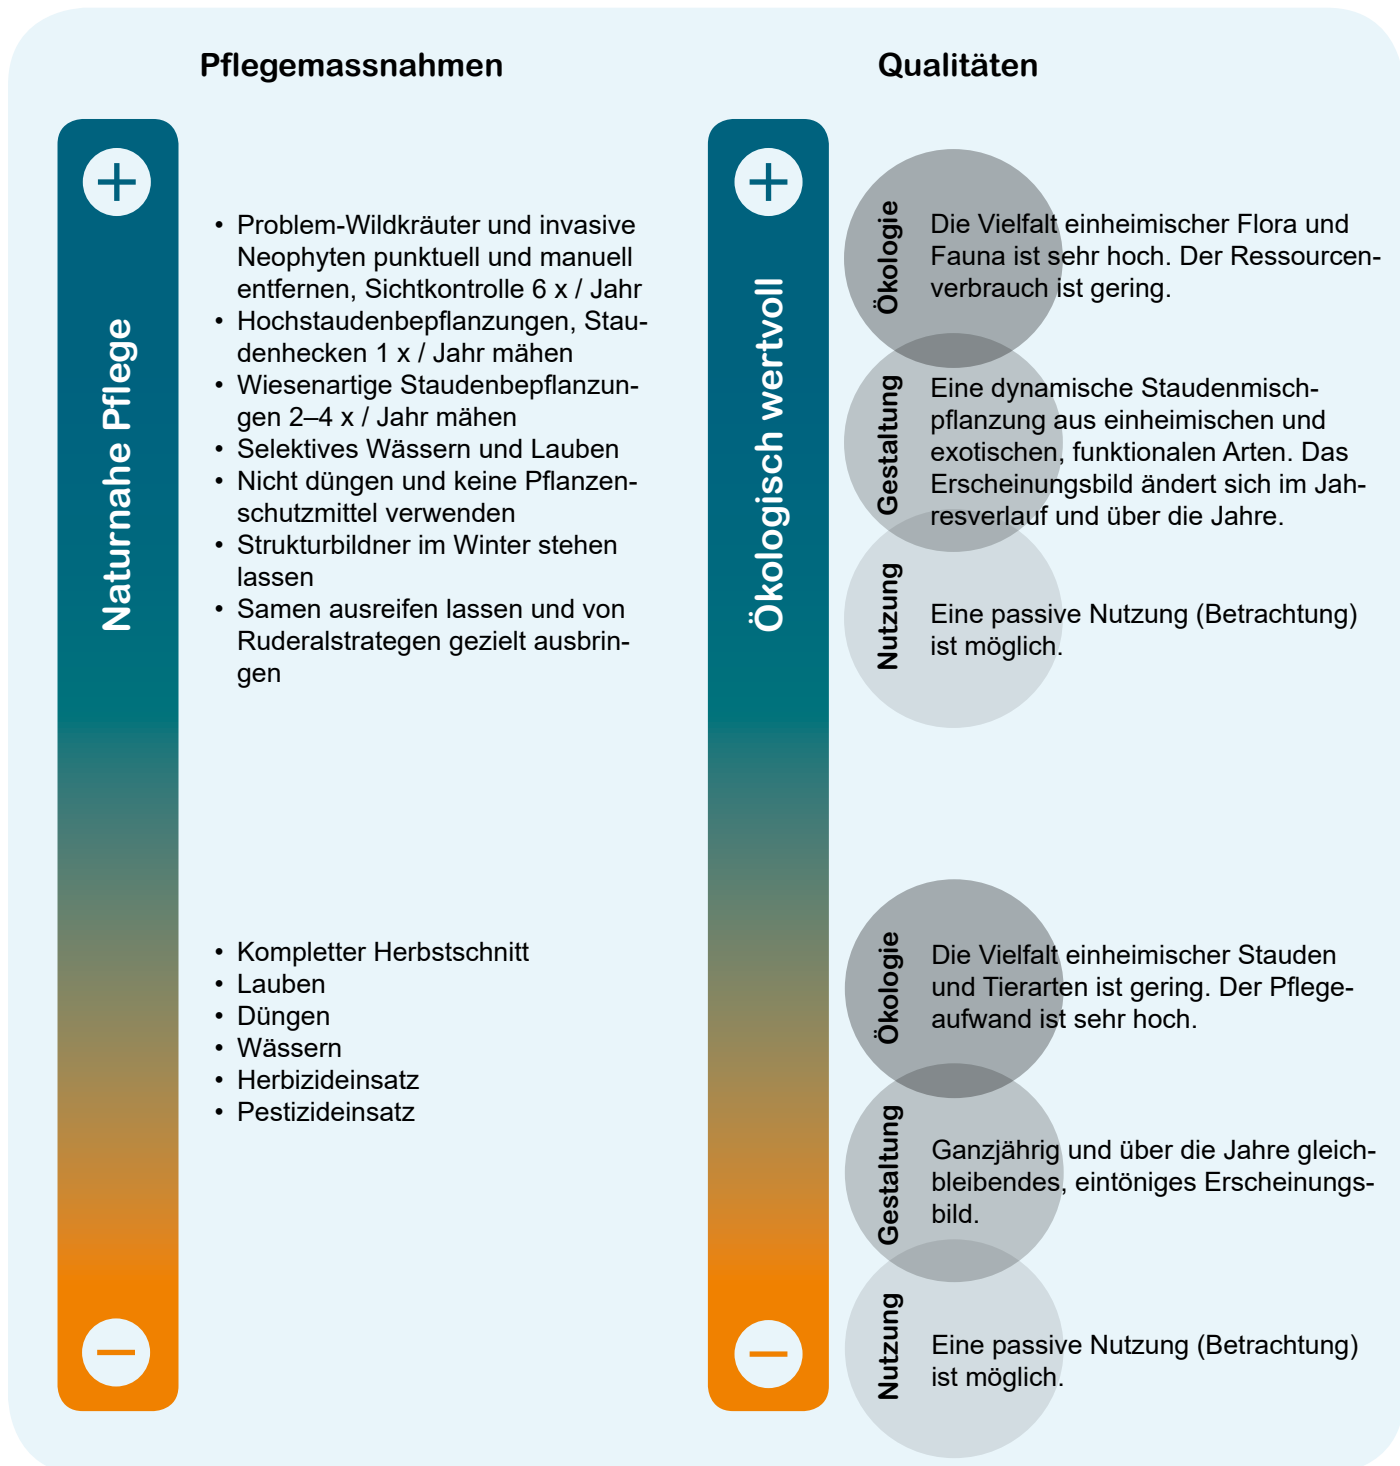 Pflegemassnahmen
Naturnahe Pflege
• Problem-Wildkräuter und invasive
Neophyten punktuell und manuell
entfernen, Sichtkontrolle 6 x / Jahr
• Hochstaudenbepflanzungen, Stau-
denhecken 1 x / Jahr mähen
• Wiesenartige Staudenbepflanzun-
gen 2–4 x / Jahr mähen
• Selektives Wässern und Lauben
• Nicht düngen und keine Pflanzen-
schutzmittel verwenden
• Strukturbildner im Winter stehen
lassen
• Samen ausreifen lassen und von
Ruderalstrategen gezielt ausbrin-
gen
• Kompletter Herbstschnitt
• Lauben
• Düngen
• Wässern
• Herbizideinsatz
• Pestizideinsatz
Qualitäten
Ökologisch wertvoll
Ökologie
Die Vielfalt einheimischer Flora und
Fauna ist sehr hoch. Der Ressourcen-
verbrauch ist gering.
Gestaltung
Eine dynamische Staudenmisch-
pflanzung aus einheimischen und
exotischen, funktionalen Arten. Das
Erscheinungsbild ändert sich im Jah-
resverlauf und über die Jahre.
Nutzung
Eine passive Nutzung (Betrachtung)
ist möglich.
Ökologie
Die Vielfalt einheimischer Stauden
und Tierarten ist gering. Der Pflege-
aufwand ist sehr hoch.
Gestaltung
Ganzjährig und über die Jahre gleich-
bleibendes, eintöniges Erscheinungs-
bild.
Nutzung
Eine passive Nutzung (Betrachtung)
ist möglich.